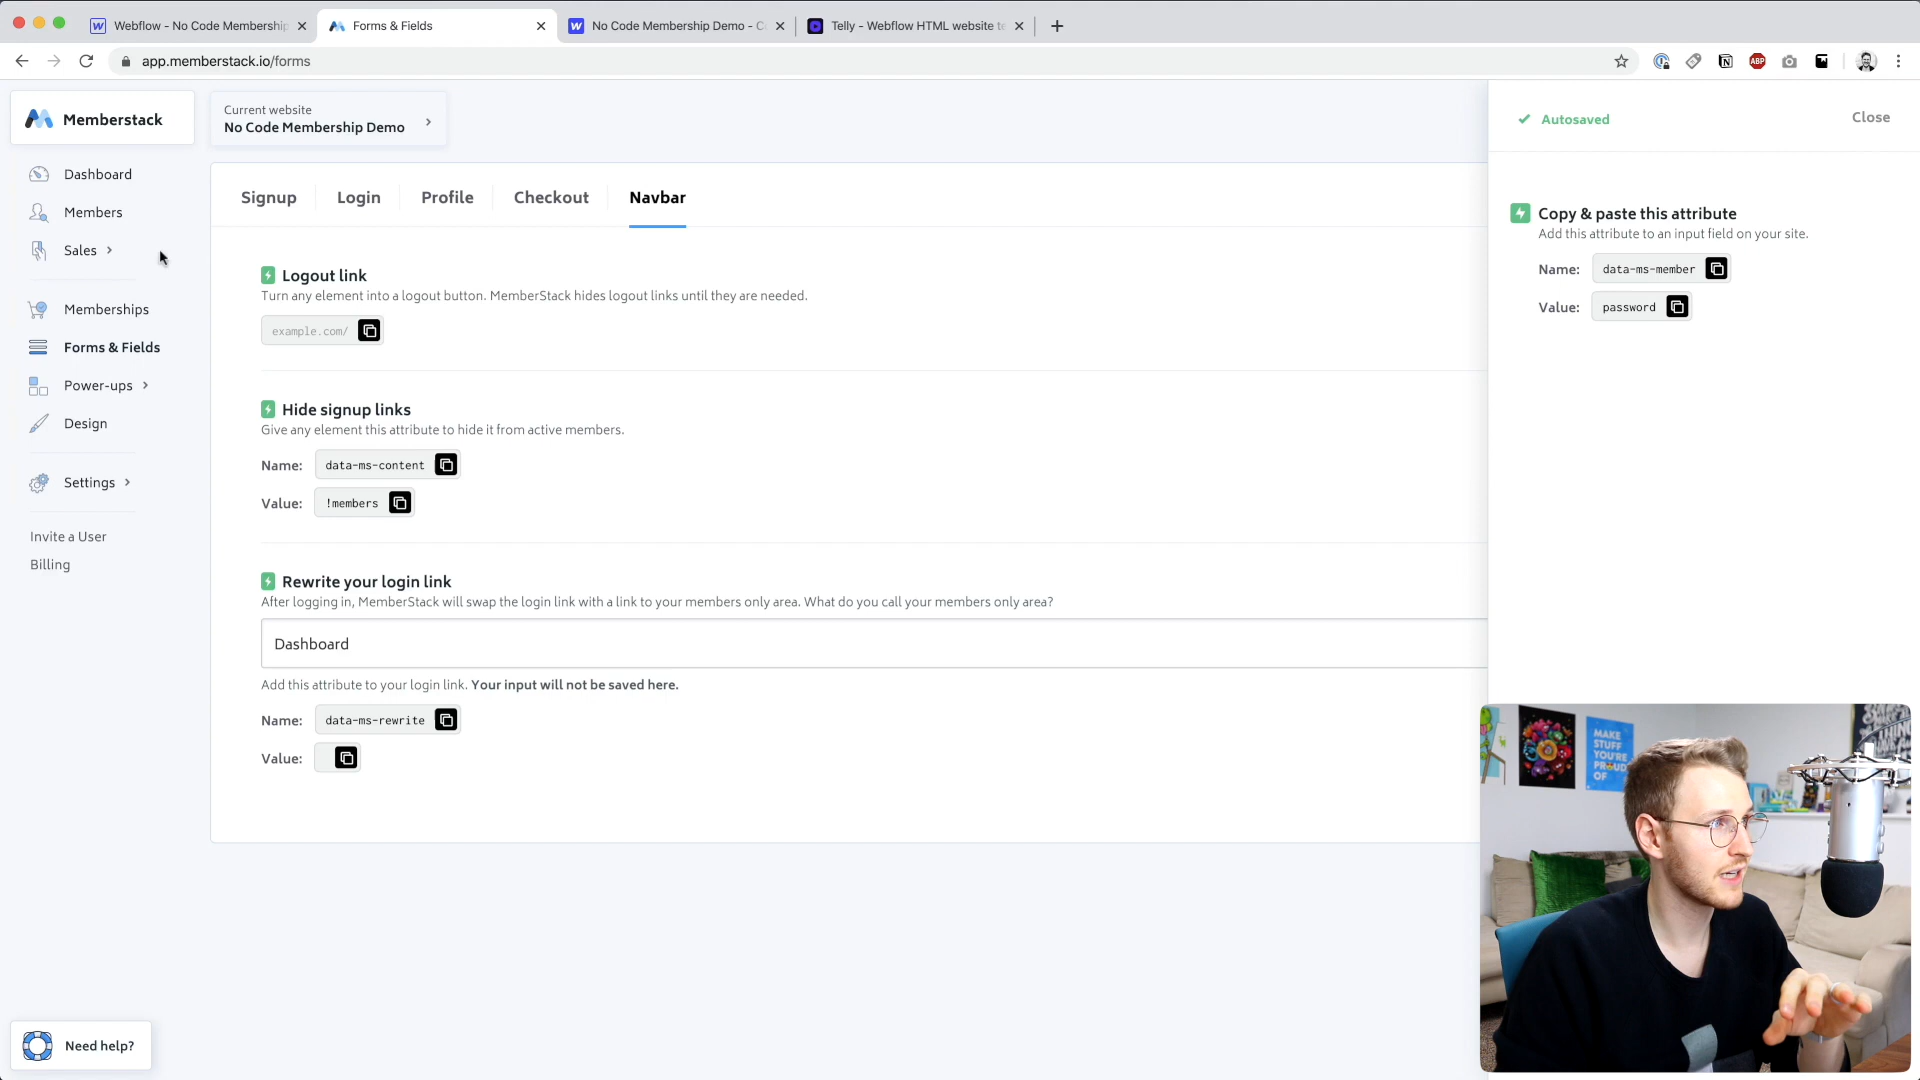 Webflow - No Code Membership
Forms & Fields
No Code Membership Demo - C
Telly - Webflow HTML website te
app.memberstack.io/forms
ABP
Memberstack
Current website
No Code Membership Demo
Autosaved
Close
Dashboard
Members
Sales
Memberships
Forms & Fields
Power-ups
Design
Settings
Invite a User
Billing
Need help?
Signup
Login
Profile
Checkout
Navbar
Logout link
Turn any element into a logout button. MemberStack hides logout links until they are needed.
example.com/
Hide signup links
Give any element this attribute to hide it from active members.
Name: data-ms-content
Value: !members
Rewrite your login link
After logging in, MemberStack will swap the login link with a link to your members only area. What do you call your members only area?
Dashboard
Add this attribute to your login link. Your input will not be saved here.
Name: data-ms-rewrite
Value:
Copy & paste this attribute
Add this attribute to an input field on your site.
Name: data-ms-member
Value: password
MAKE
STUFF
YOU'RE
PROUD
OF